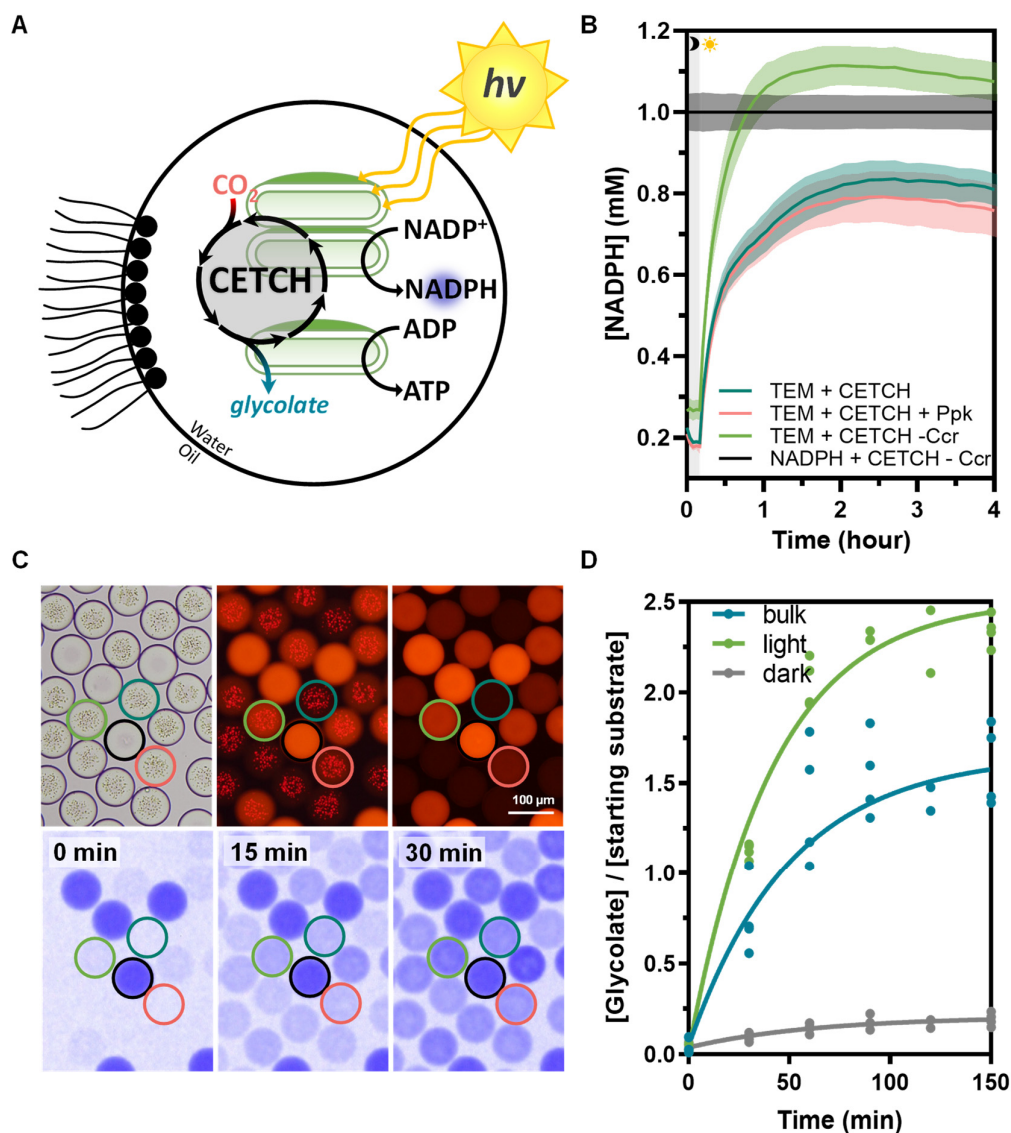 A
hν
CO2
NADP+
CETCH
NADPH
ADP
ATP
glycolate
Water
Oil
B
[NADPH] (mM)
1.2
1.0
0.8
0.6
0.4
0.2
TEM + CETCH
TEM + CETCH + Ppk
TEM + CETCH -Ccr
NADPH + CETCH - Ccr
0 1 2 3 4
Time (hour)
C
100 µm
0 min
15 min
30 min
D
[Glycolate] / [starting substrate]
2.5
2.0
1.5
1.0
0.5
0.0
bulk
light
dark
0 50 100 150
Time (min)